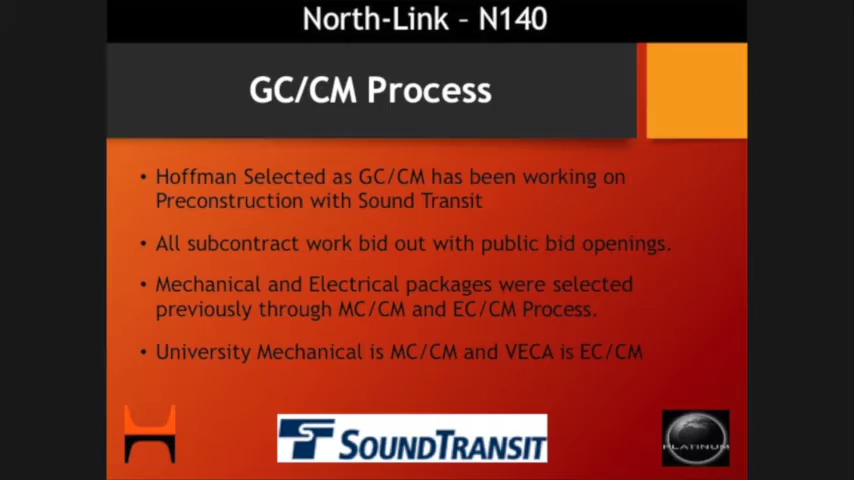 North-Link – N140
GC/CM Process
• Hoffman Selected as GC/CM has been working on
Preconstruction with Sound Transit
• All subcontract work bid out with public bid openings.
• Mechanical and Electrical packages were selected
previously through MC/CM and EC/CM Process.
• University Mechanical is MC/CM and VECA is EC/CM
SOUNDTRANSIT
PLATINUM